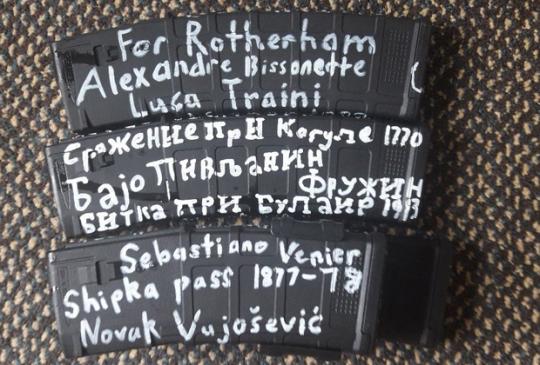 For Rotherham
Alexandre Bissonette
Luca Traini
Сражение при Кагуле 1770
Бајо Пивљанин
Фружин
Битка при Булаир 1913
Sebastiano Venier
Shipka pass 1877-78
Novak Vujošević